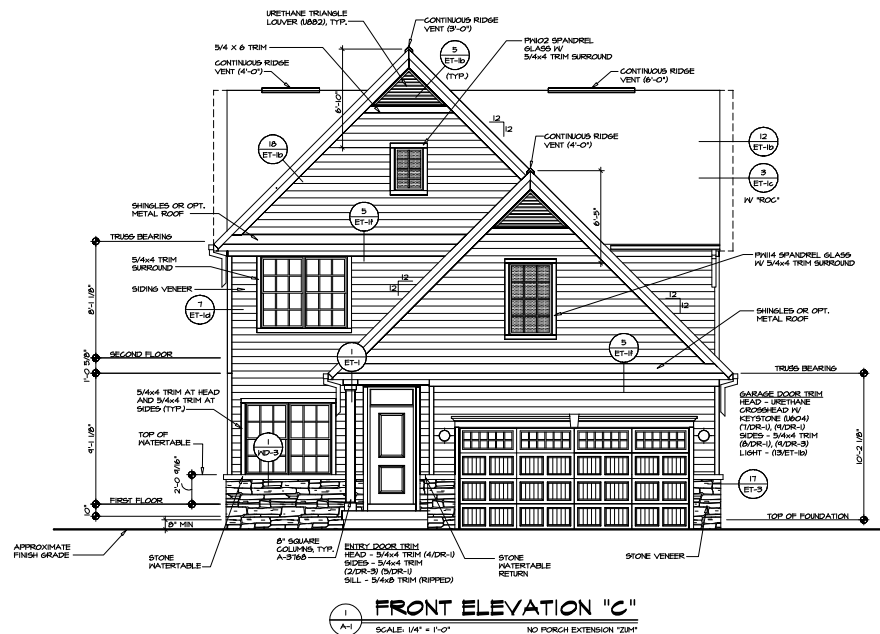 URETHANE TRIANGLE
LOUVER (U882), TYP.
CONTINUOUS RIDGE
VENT (3'-0")
5/4 X 6 TRIM
5
ET-1b
(TYP.)
PW102 SPANDREL
GLASS W/
5/4x4 TRIM SURROUND
CONTINUOUS RIDGE
VENT (4'-0")
CONTINUOUS RIDGE
VENT (6'-0")
6'-10"
12
12
CONTINUOUS RIDGE
VENT (4'-0")
12
ET-1b
18
ET-1b
3
ET-1c
W/ "ROC"
SHINGLES OR OPT.
METAL ROOF
5
ET-1f
6'-5"
TRUSS BEARING
5/4x4 TRIM
SURROUND
PW114 SPANDREL GLASS
W/ 5/4x4 TRIM SURROUND
SIDING VENEER
12
12
8'-1 1/8"
7
ET-1d
12
12
SHINGLES OR OPT.
METAL ROOF
5
ET-1f
SECOND FLOOR
1'-0 5/8"
1
ET-1
TRUSS BEARING
5/4x4 TRIM AT HEAD
AND 5/4x4 TRIM AT
SIDES (TYP.)
GARAGE DOOR TRIM
HEAD - URETHANE
CROSSHEAD W/
KEYSTONE (U604)
(7/DR-1), (9/DR-1)
SIDES - 5/4x4 TRIM
(8/DR-1), (9/DR-3)
LIGHT - (13/ET-1b)
9'-1 1/8"
TOP OF
WATERTABLE
1
WD-3
10'-2 1/8"
2'-0 9/16"
17
ET-3
FIRST FLOOR
10"
8" MIN
TOP OF FOUNDATION
APPROXIMATE
FINISH GRADE
STONE
WATERTABLE
8" SQUARE
COLUMNS, TYP.
A-3768
ENTRY DOOR TRIM
HEAD - 5/4x4 TRIM (4/DR-1)
SIDES - 5/4x4 TRIM
(2/DR-3) (5/DR-1)
SILL - 5/4x8 TRIM (RIPPED)
STONE
WATERTABLE
RETURN
STONE VENEER
1
A-1
FRONT ELEVATION "C"
SCALE: 1/4" = 1'-0"
NO PORCH EXTENSION "ZUM"